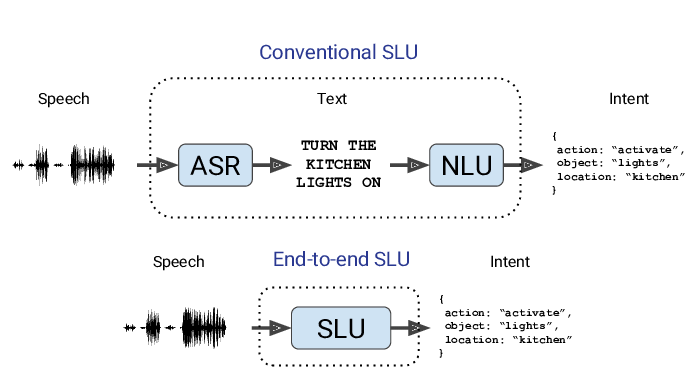 Conventional SLU
Speech
Text
Intent
ASR
TURN THE
KITCHEN
LIGHTS ON
NLU
{
action: “activate”,
object: “lights”,
location: “kitchen”
}
End-to-end SLU
Speech
Intent
SLU
{
action: “activate”,
object: “lights”,
location: “kitchen”
}